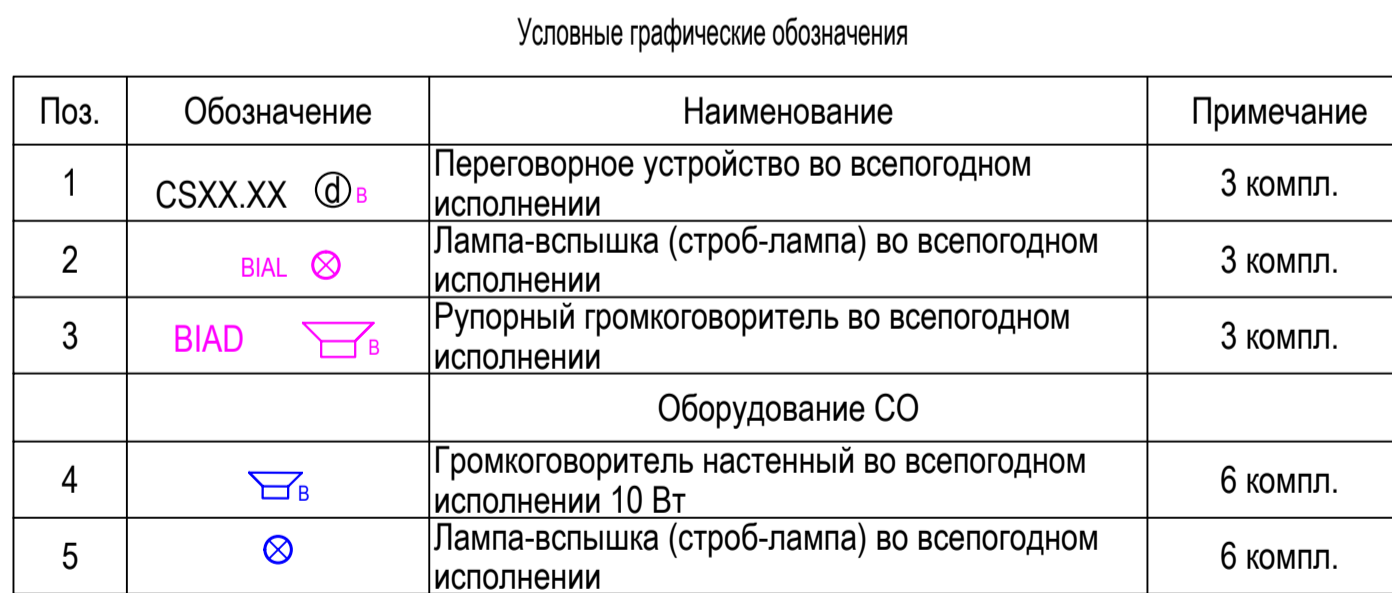 Условные графические обозначения
Поз. Обозначение Наименование Примечание
1 CSXX.XX d В Переговорное устройство во всепогодном
исполнении 3 компл.
2 BIAL Лампа-вспышка (строб-лампа) во всепогодном
исполнении 3 компл.
3 BIAD В Рупорный громкоговоритель во всепогодном
исполнении 3 компл.
Оборудование СО
4 В Громкоговоритель настенный во всепогодном
исполнении 10 Вт 6 компл.
5 Лампа-вспышка (строб-лампа) во всепогодном
исполнении 6 компл.